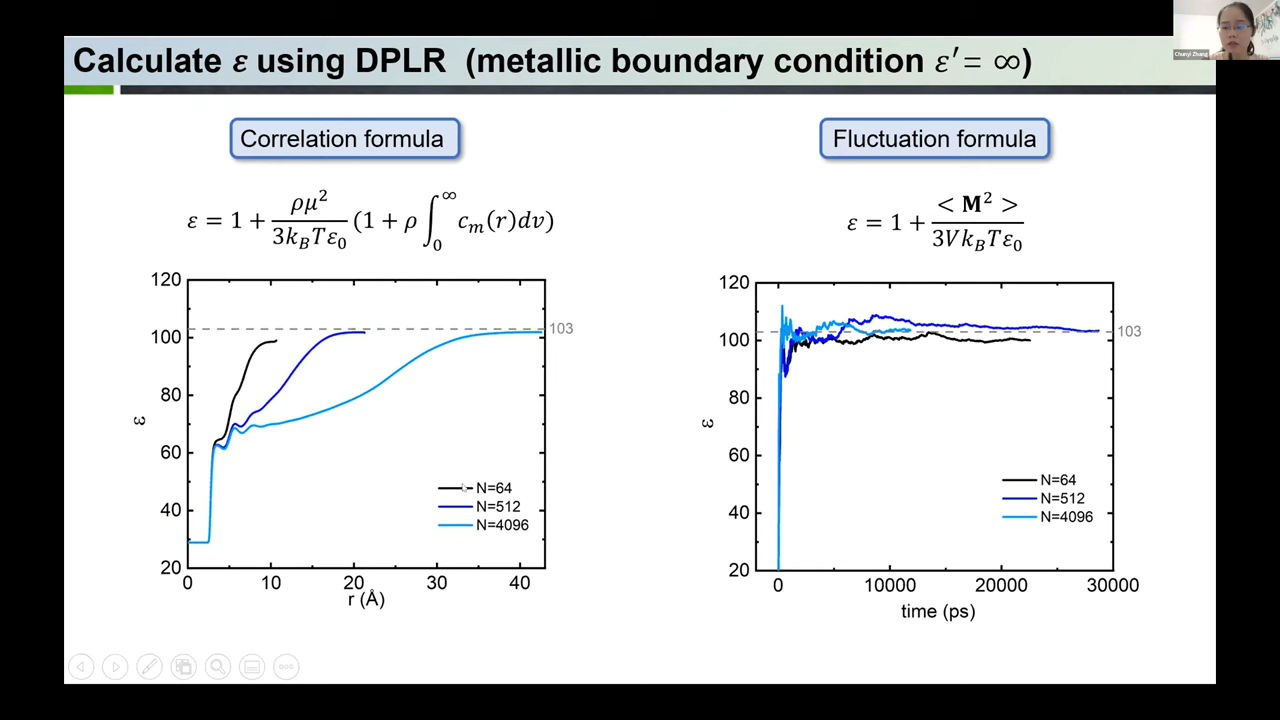 Chunyi Zhang
Calculate ε using DPLR (metallic boundary condition ε′= ∞)
Correlation formula
Fluctuation formula
ε = 1 + ρμ² / 3k_BTε₀ (1 + ρ ∫₀^∞ c_m(r)dv)
ε = 1 + < M² > / 3Vk_BTε₀
120
100
80
60
40
20
ε
103
N=64
N=512
N=4096
0
10
20
30
40
r (Å)
120
100
80
60
40
20
ε
103
N=64
N=512
N=4096
0
10000
20000
30000
time (ps)